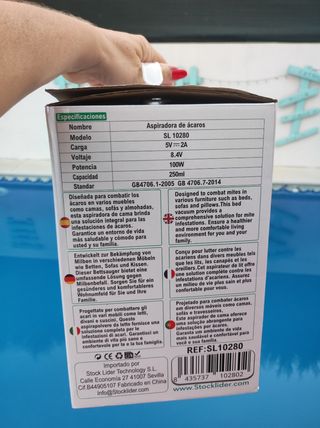 Especificaciones
Nombre Aspiradora de ácaros
Modelo SL 10280
Carga 5V⎓2A
Voltaje 8.4V
Potencia 100W
Capacidad 250ml
Standar GB4706.1-2005 GB 4706.7-2014
Diseñada para combatir los
ácaros en varios muebles
como camas, sofás y almohadas,
esta aspiradora de cama brinda
una solución integral para las
infestaciones de ácaros.
Garantice un entorno de vida
más saludable y cómodo para
usted y su familia.
Designed to combat mites in
various furniture such as beds,
sofas and pillows.This bed
vacuum provides a
comprehensive solution for mite
infestations. Ensure a healthier
and more comfortable living
environment for you and your
family.
Entwickelt zur Bekämpfung von
Milben in verschiedenen Möbeln
wie Betten, Sofas und Kissen.
Dieser Bettsauger bietet eine
umfassende Lösung gegen
Milbenbefall. Sorgen Sie für ein
gesünderes und komfortableres
Wohnumfeld für Sie und Ihre
Familie.
Conçu pour lutter contre les
acariens dans divers meubles tels
que les lits, les canapés et les
oreillers,Cet aspirateur de lit offre
une solution complète contre les
infestations d'acariens. Assurez
un milieu de vie plus sain et plus
confortable pour vous et votre
famille.
Progettato per combattere gli
acari in vari mobili come letti,
divani e cuscini, Questo
aspirapolvere da letto fornisce una
soluzione completa per le
infestazioni di acari. Garantisci un
ambiente di vita più sano e
confortevole per te e la tua
famiglia.
Projetado para combater ácaros
em diversos móveis como camas,
sofás e travesseiros.
Este aspirador de cama oferece
uma solução abrangente para
infestações de ácaros.
Garanta um ambiente de vida
mais saudável e confortável para
você e sua família.
REF:SL10280
Importado por
Stock Lider Technology S.L
Calle Economía 27 41007 Sevilla
Cif:B44905107 Fabricado en China
info@Stocklider.com
8 435737 102802
www.Stocklider.com